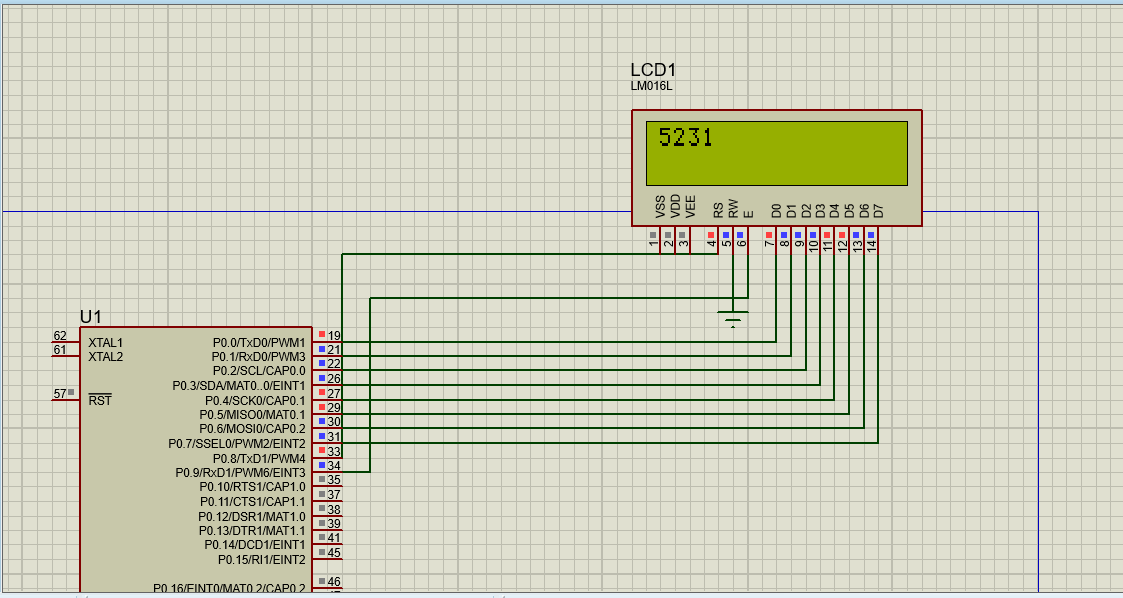 LCD1
LM016L
5231
VSS VDD VEE RS RW E D0 D1 D2 D3 D4 D5 D6 D7
1 2 3 4 5 6 7 8 9 10 11 12 13 14
U1
62 XTAL1 P0.0/TxD0/PWM1 19
61 XTAL2 P0.1/RxD0/PWM3 21
P0.2/SCL/CAP0.0 22
P0.3/SDA/MAT0..0/EINT1 26
57 RST P0.4/SCK0/CAP0.1 27
P0.5/MISO0/MAT0.1 29
P0.6/MOSI0/CAP0.2 30
P0.7/SSEL0/PWM2/EINT2 31
P0.8/TxD1/PWM4 33
P0.9/RxD1/PWM6/EINT3 34
P0.10/RTS1/CAP1.0 35
P0.11/CTS1/CAP1.1 37
P0.12/DSR1/MAT1.0 38
P0.13/DTR1/MAT1.1 39
P0.14/DCD1/EINT1 41
P0.15/RI1/EINT2 45
P0.16/EINT0/MAT0.2/CAP0.2 46